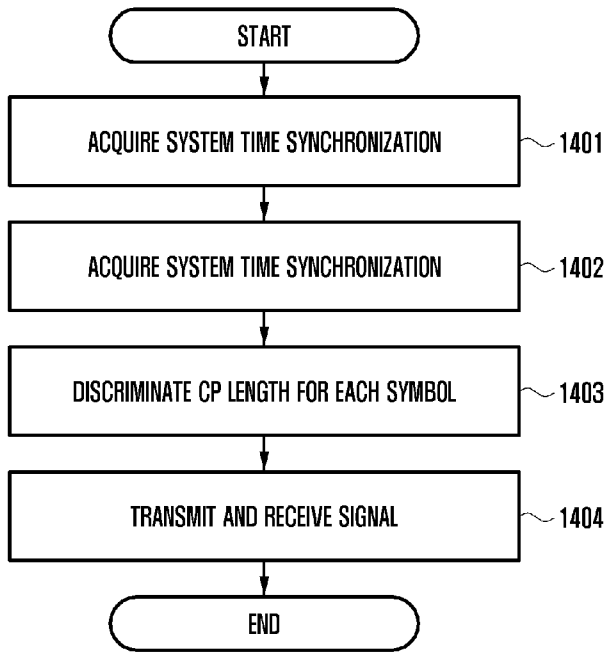 START
ACQUIRE SYSTEM TIME SYNCHRONIZATION
1401
ACQUIRE SYSTEM TIME SYNCHRONIZATION
1402
DISCRIMINATE CP LENGTH FOR EACH SYMBOL
1403
TRANSMIT AND RECEIVE SIGNAL
1404
END